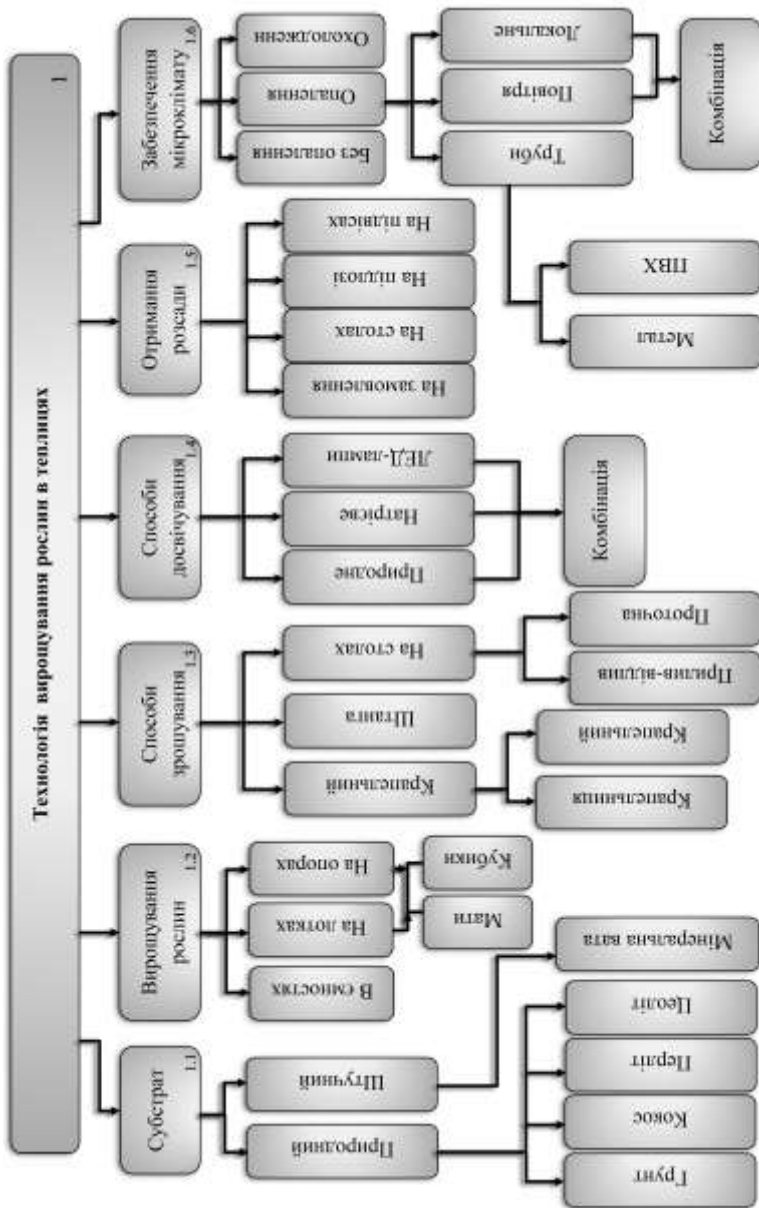 Технологія вирощування рослин в теплицях
1
Субстрат
1.1
Вирощування
рослин
1.2
Способи
зрошування
1.3
Способи
досвічування
1.4
Отримання
розсади
1.5
Забезпечення
мікроклімату
1.6
Природний
Штучний
Грунт
Кокос
Перліт
Цеоліт
Мінеральна вата
В ємностях
На лотках
На опорах
Мати
Кубики
Крапельний
Штанга
На столах
Крапельниця
Крапельний
Прилив-відлив
Проточна
Природне
Натрієве
ЛЕД-лампи
Комбінація
На замовлення
На столах
На підлозі
На підвісах
Без опалення
Опалення
Охолодженн
Труби
Повітря
Локальне
Метал
ПВХ
Комбінація